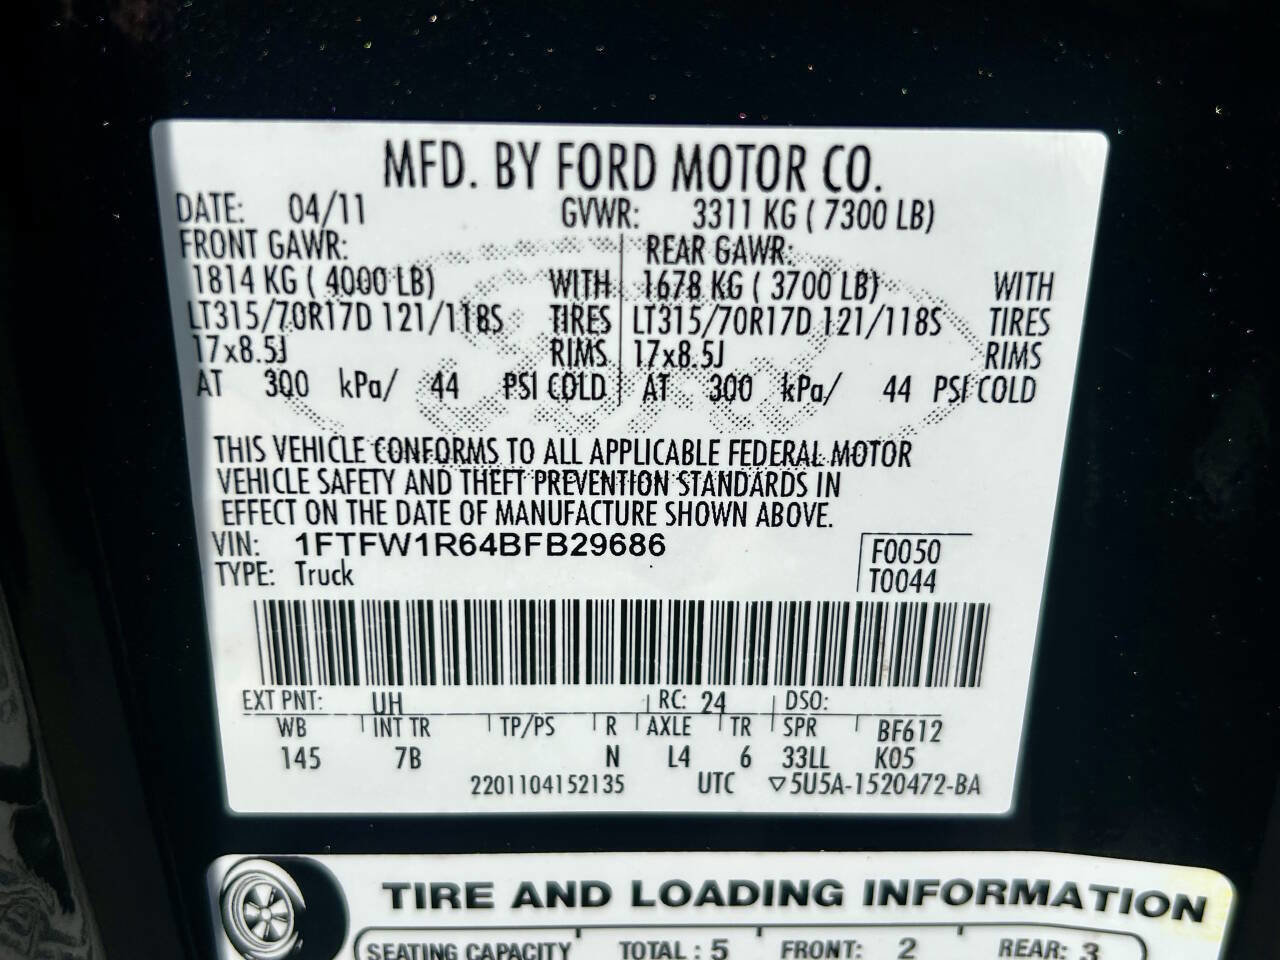 MFD. BY FORD MOTOR CO.
DATE: 04/11 GVWR: 3311 KG ( 7300 LB)
FRONT GAWR: REAR GAWR:
1814 KG ( 4000 LB) WITH 1678 KG ( 3700 LB) WITH
LT315/70R17D 121/118S TIRES LT315/70R17D 121/118S TIRES
17x8.5J RIMS 17x8.5J RIMS
AT 300 kPa/ 44 PSI COLD AT 300 kPa/ 44 PSI COLD
THIS VEHICLE CONFORMS TO ALL APPLICABLE FEDERAL MOTOR
VEHICLE SAFETY AND THEFT PREVENTION STANDARDS IN
EFFECT ON THE DATE OF MANUFACTURE SHOWN ABOVE.
VIN: 1FTFW1R64BFB29686 F0050
TYPE: Truck T0044
EXT PNT: UH RC: 24 DSO:
WB INT TR TP/PS R AXLE TR SPR BF612
145 7B N L4 6 33LL K05
2201104152135 UTC ▽5U5A-1520472-BA
TIRE AND LOADING INFORMATION
SEATING CAPACITY TOTAL : 5 FRONT: 2 REAR: 3